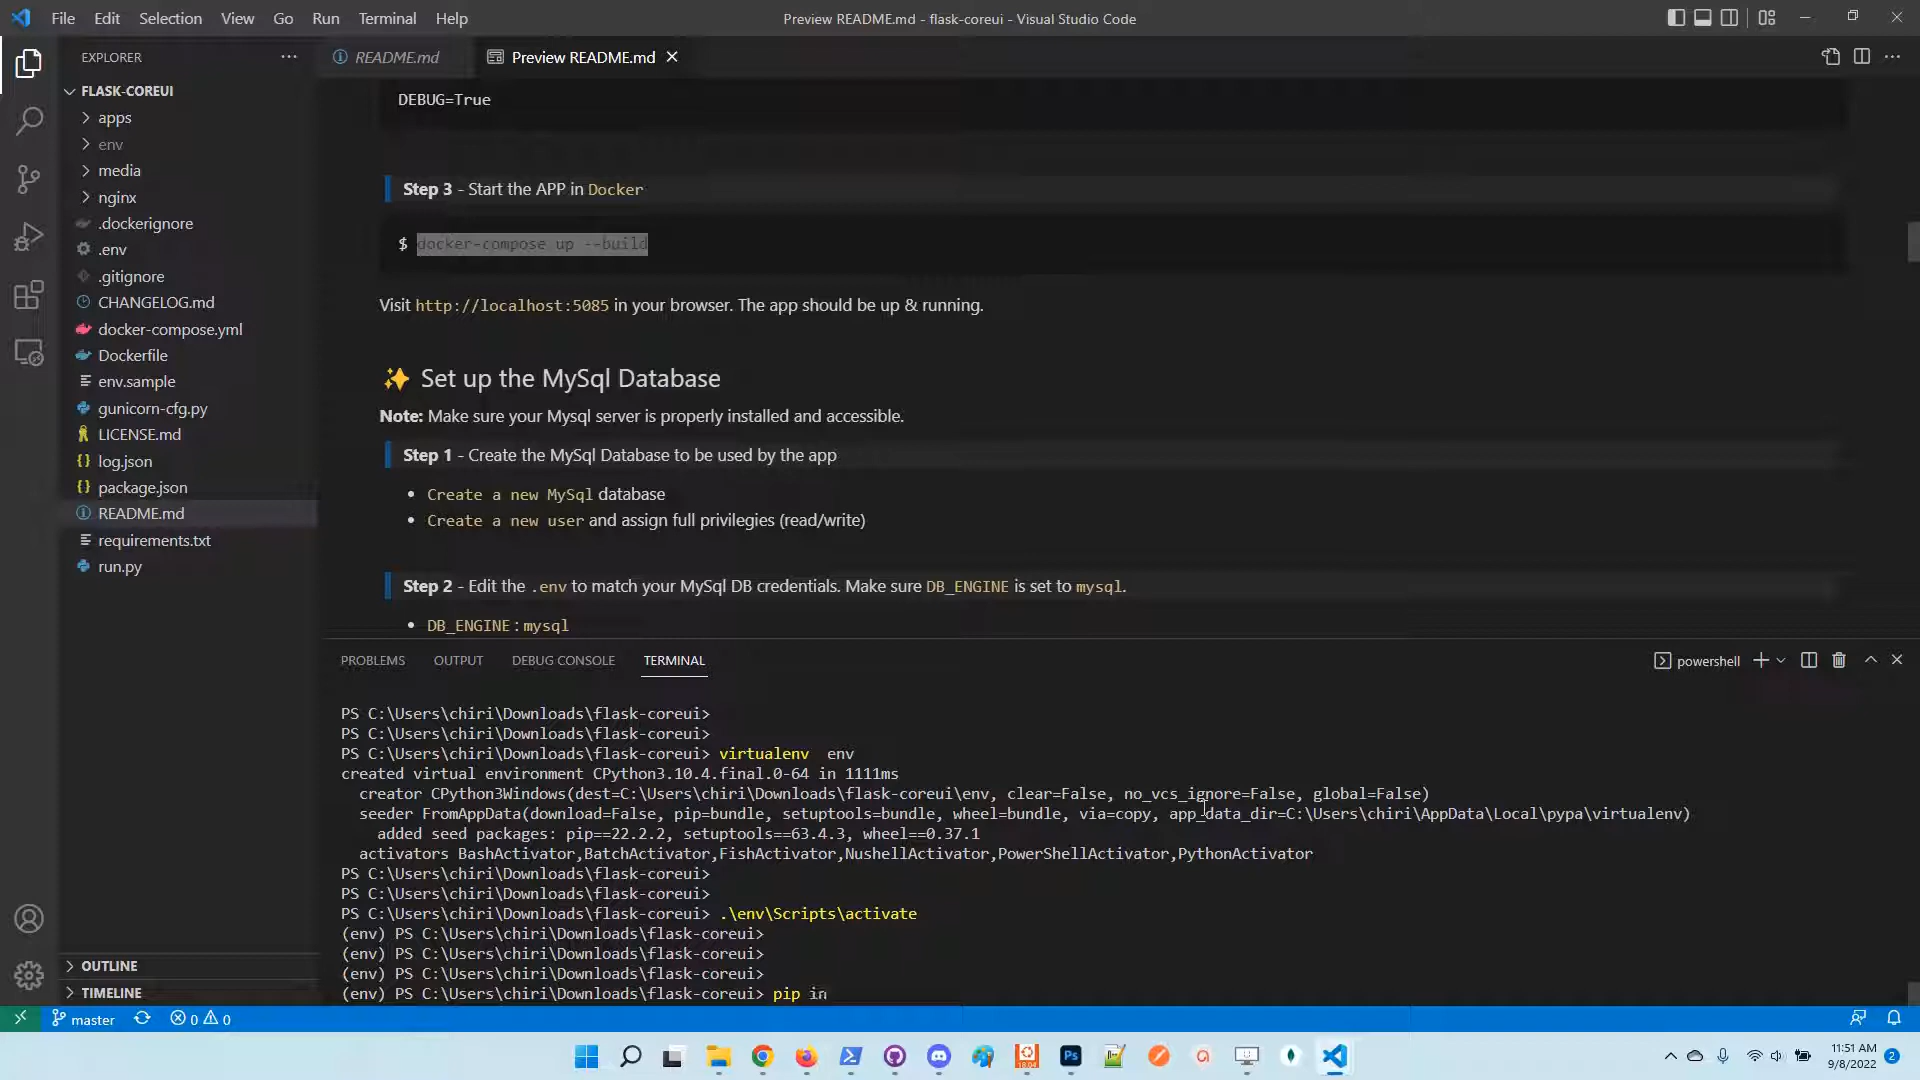 File Edit Selection View Go Run Terminal Help
Preview README.md - flask-coreui - Visual Studio Code
EXPLORER
README.md
Preview README.md
FLASK-COREUI
apps
env
media
nginx
.dockerignore
.env
.gitignore
CHANGELOG.md
docker-compose.yml
Dockerfile
env.sample
gunicorn-cfg.py
LICENSE.md
log.json
package.json
README.md
requirements.txt
run.py
OUTLINE
TIMELINE
DEBUG=True
Step 3 - Start the APP in Docker
$ docker-compose up --build
Visit http://localhost:5085 in your browser. The app should be up & running.
✨ Set up the MySql Database
Note: Make sure your Mysql server is properly installed and accessible.
Step 1 - Create the MySql Database to be used by the app
• Create a new MySql database
• Create a new user and assign full privilegies (read/write)
Step 2 - Edit the .env to match your MySql DB credentials. Make sure DB_ENGINE is set to mysql.
• DB_ENGINE : mysql
PROBLEMS OUTPUT DEBUG CONSOLE TERMINAL
powershell
PS C:\Users\chiri\Downloads\flask-coreui>
PS C:\Users\chiri\Downloads\flask-coreui>
PS C:\Users\chiri\Downloads\flask-coreui> virtualenv  env
created virtual environment CPython3.10.4.final.0-64 in 1111ms
creator CPython3Windows(dest=C:\Users\chiri\Downloads\flask-coreui\env, clear=False, no_vcs_ignore=False, global=False)
seeder FromAppData(download=False, pip=bundle, setuptools=bundle, wheel=bundle, via=copy, app_data_dir=C:\Users\chiri\AppData\Local\pypa\virtualenv)
added seed packages: pip==22.2.2, setuptools==63.4.3, wheel==0.37.1
activators BashActivator,BatchActivator,FishActivator,NushellActivator,PowerShellActivator,PythonActivator
PS C:\Users\chiri\Downloads\flask-coreui>
PS C:\Users\chiri\Downloads\flask-coreui>
PS C:\Users\chiri\Downloads\flask-coreui> .\env\Scripts\activate
(env) PS C:\Users\chiri\Downloads\flask-coreui>
(env) PS C:\Users\chiri\Downloads\flask-coreui>
(env) PS C:\Users\chiri\Downloads\flask-coreui>
(env) PS C:\Users\chiri\Downloads\flask-coreui> pip in
master 0 0
Ps
18.04
11:51 AM
9/8/2022
2